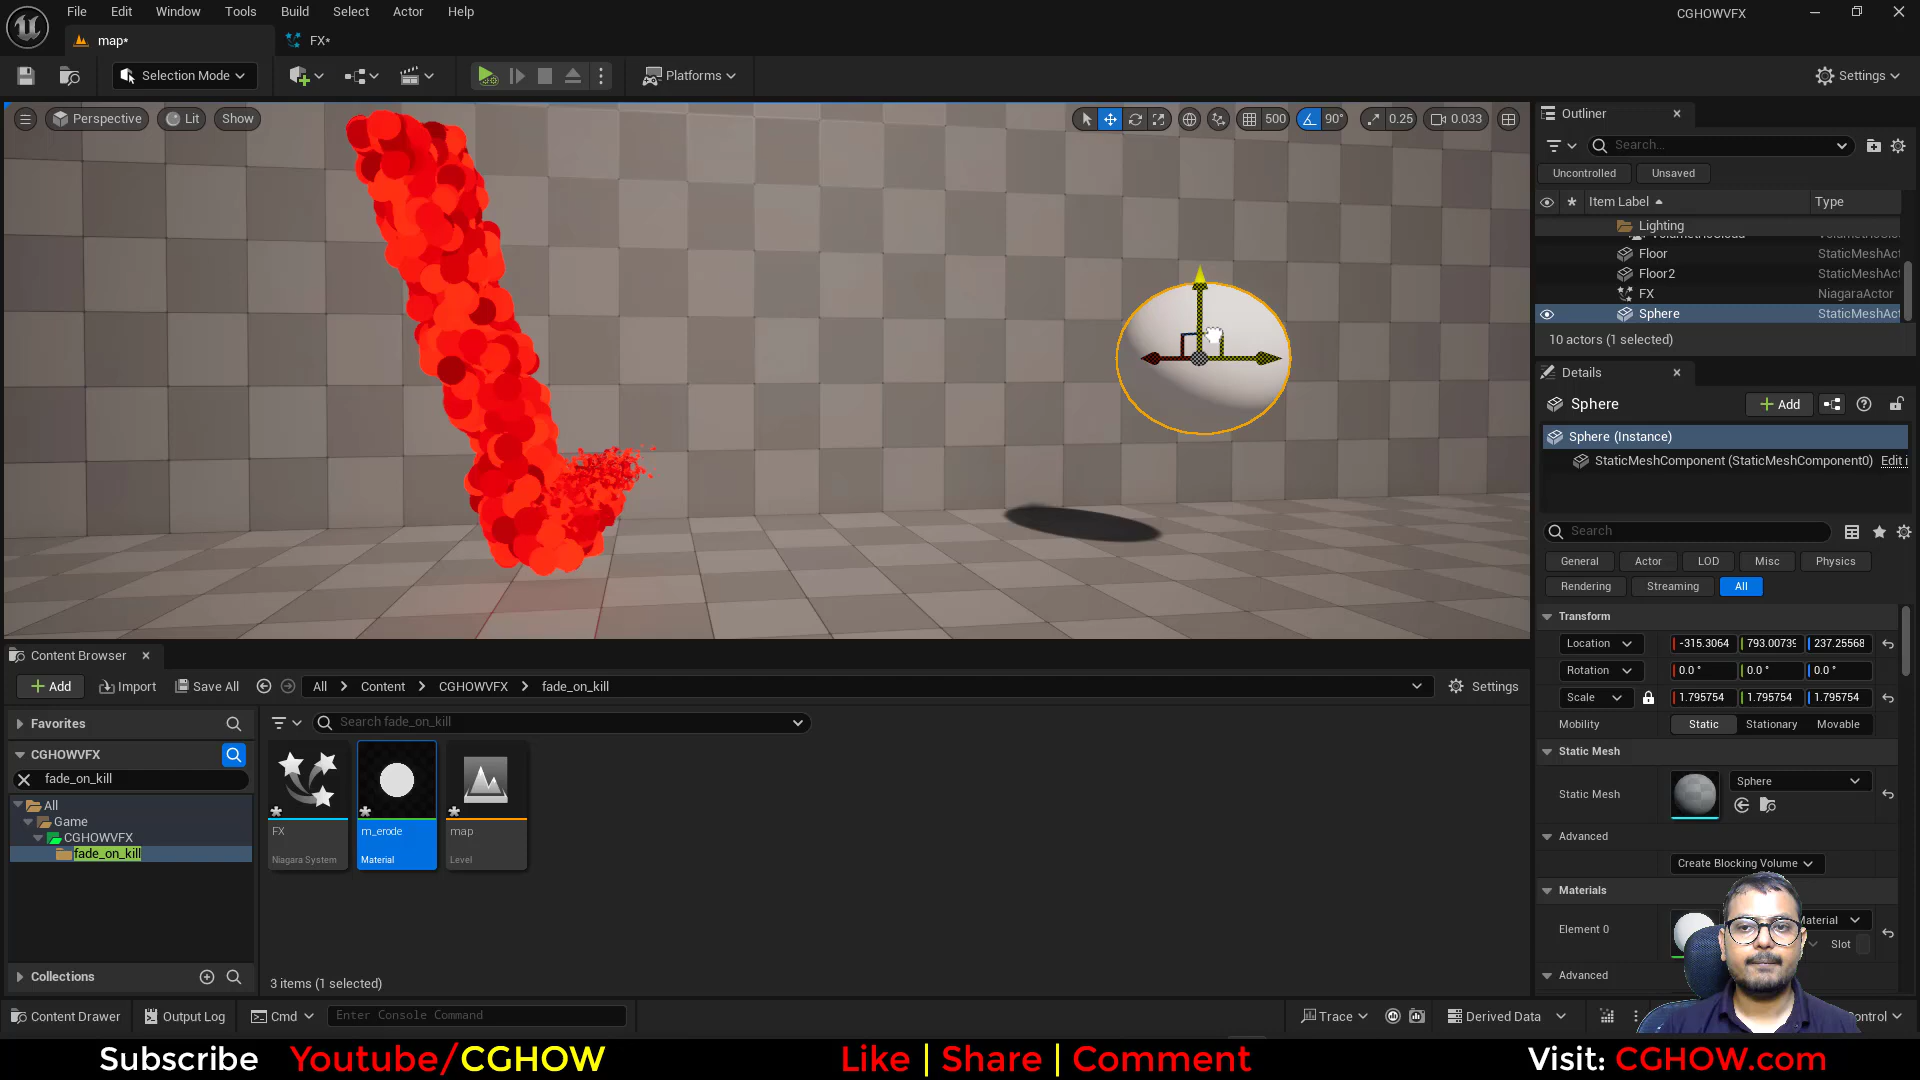 File Edit Window Tools Build Select Actor Help
CGHOWVFX
map*
FX*
Selection Mode
Platforms
Settings
Perspective
Lit
Show
500
90°
0.25
0.033
Outliner
Search...
Uncontrolled
Unsaved
Item Label
Type
Lighting
Floor StaticMeshAct
Floor2 StaticMeshAct
FX NiagaraActor
Sphere StaticMeshAct
10 actors (1 selected)
Details
Sphere
Add
Sphere (Instance)
StaticMeshComponent (StaticMeshComponent0) Edit i
Search
General Actor LOD Misc Physics
Rendering Streaming All
Transform
Location -315.3064 793.00739 237.25568
Rotation 0.0 ° 0.0 ° 0.0 °
Scale 1.795754 1.795754 1.795754
Mobility Static Stationary Movable
Static Mesh
Static Mesh Sphere
Advanced
Create Blocking Volume
Materials
Element 0
Material
Slot
Advanced
Content Browser
Add Import Save All All Content CGHOWVFX fade_on_kill Settings
Favorites
Search fade_on_kill
CGHOWVFX
fade_on_kill
All
Game
CGHOWVFX
fade_on_kill
Collections
FX
Niagara System
m_erode
Material
map
Level
3 items (1 selected)
Content Drawer Output Log Cmd Enter Console Command Trace Derived Data ontrol
Subscribe Youtube/CGHOW Like | Share | Comment Visit: CGHOW.com